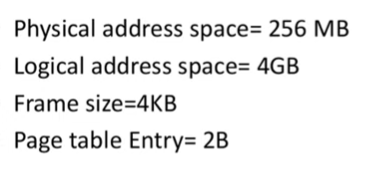 Physical address space= 256 MB
Logical address space= 4GB
Frame size=4KB
Page table Entry= 2B